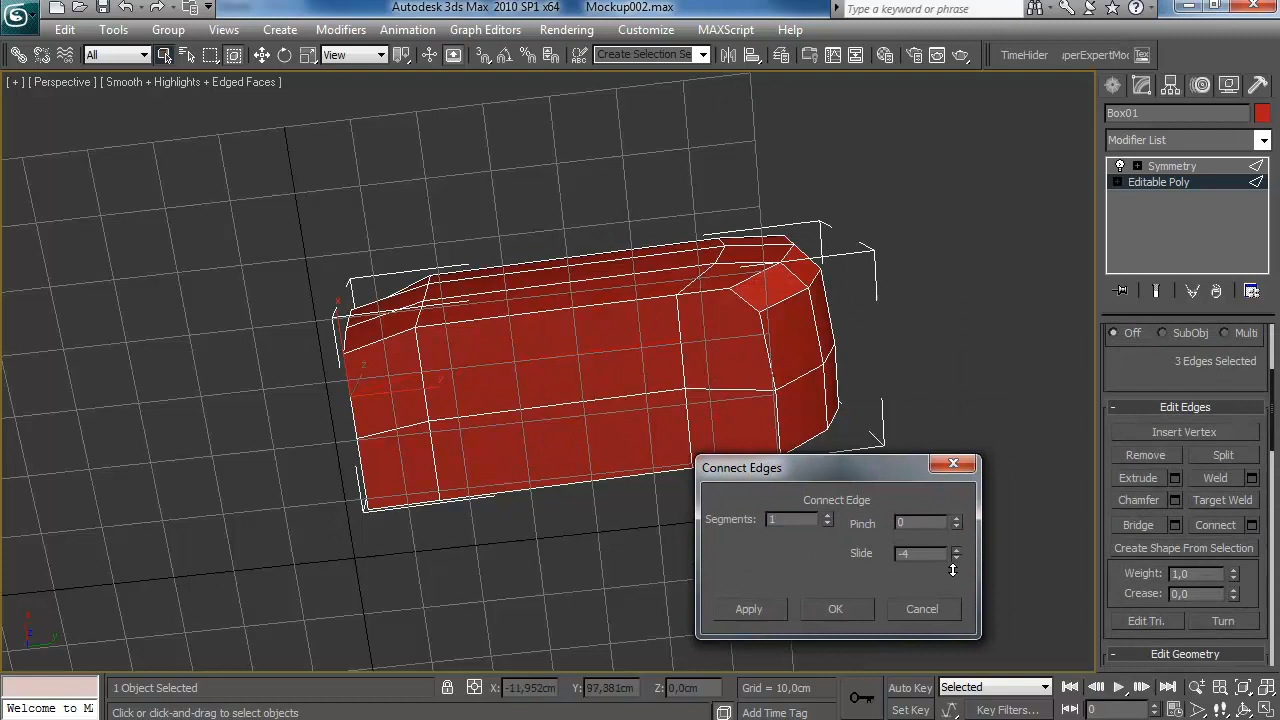 Autodesk 3ds Max 2010 SP1 x64 Mockup002.max
Type a keyword or phrase
Edit Tools Group Views Create Modifiers Animation Graph Editors Rendering Customize MAXScript Help
All View Create Selection Se TimeHider perExpertMod Tex
[ + ] [ Perspective ] [ Smooth + Highlights + Edged Faces ]
Box01
Modifier List
Symmetry
Editable Poly
Off SubObj Multi
3 Edges Selected
Edit Edges
Insert Vertex
Remove Split
Extrude Weld
Chamfer Target Weld
Bridge Connect
Create Shape From Selection
Weight: 1,0
Crease: 0,0
Edit Tri. Turn
Edit Geometry
x
z
y
Connect Edges
Connect Edge
Segments: 1 Pinch 0
Slide -4
Apply OK Cancel
z
y
1 Object Selected X: -11,952cm Y: 97,381cm Z: 0,0cm Grid = 10,0cm Auto Key Selected
Welcome to MA Click or click-and-drag to select objects Add Time Tag Set Key Key Filters... 0